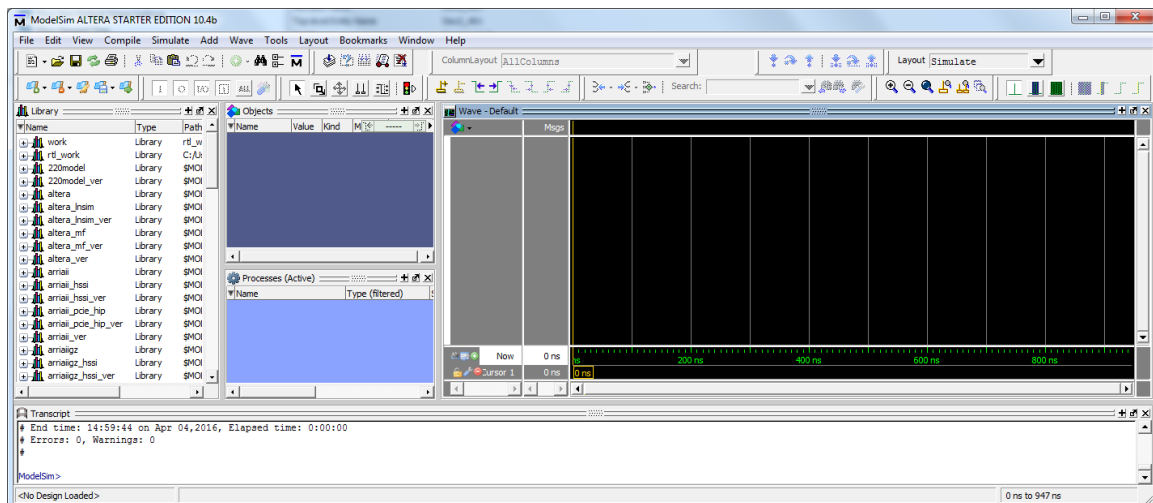 ModelSim ALTERA STARTER EDITION 10.4b
File Edit View Compile Simulate Add Wave Tools Layout Bookmarks Window Help
ColumnLayout AllColumns
Layout Simulate
Search:
Library
Name Type Path
work Library rtl_w
rtl_work Library C:/U
220model Library $MOI
220model_ver Library $MOI
altera Library $MOI
altera_lnsim Library $MOI
altera_lnsim_ver Library $MOI
altera_mf Library $MOI
altera_mf_ver Library $MOI
altera_ver Library $MOI
arriaii Library $MOI
arriaii_hssi Library $MOI
arriaii_hssi_ver Library $MOI
arriaii_pcie_hip Library $MOI
arriaii_pcie_hip_ver Library $MOI
arriaii_ver Library $MOI
arriaiigz Library $MOI
arriaiigz_hssi Library $MOI
arriaiigz_hssi_ver Library $MOI
Objects
Name Value Kind M
Processes (Active)
Name Type (filtered)
Wave - Default
Msgs
Now 0 ns
ns 200 ns 400 ns 600 ns 800 ns
Cursor 1 0 ns
0 ns
Transcript
# End time: 14:59:44 on Apr 04,2016, Elapsed time: 0:00:00
# Errors: 0, Warnings: 0
#
ModelSim>
<No Design Loaded>
0 ns to 947 ns